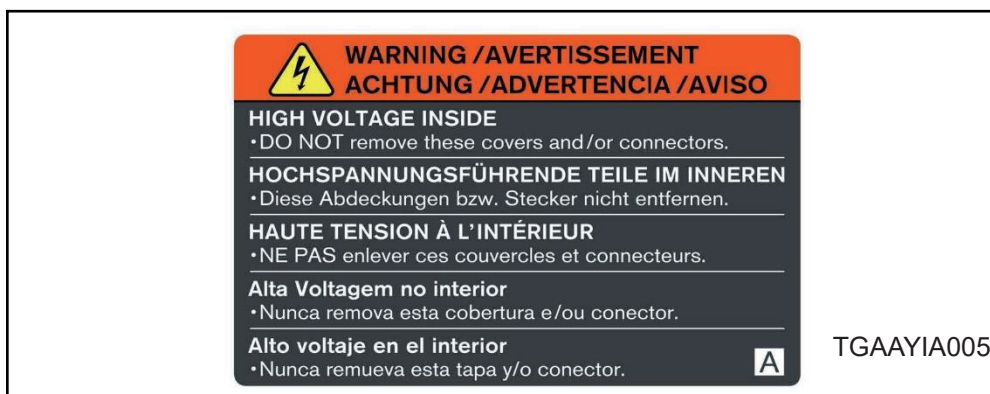 WARNING /AVERTISSEMENT
ACHTUNG /ADVERTENCIA /AVISO
HIGH VOLTAGE INSIDE
•DO NOT remove these covers and/or connectors.
HOCHSPANNUNGSFÜHRENDE TEILE IM INNEREN
•Diese Abdeckungen bzw. Stecker nicht entfernen.
HAUTE TENSION À L'INTÉRIEUR
•NE PAS enlever ces couvercles et connecteurs.
Alta Voltagem no interior
•Nunca remova esta cobertura e/ou conector.
Alto voltaje en el interior
•Nunca remueva esta tapa y/o conector.
A
TGAAYIA005